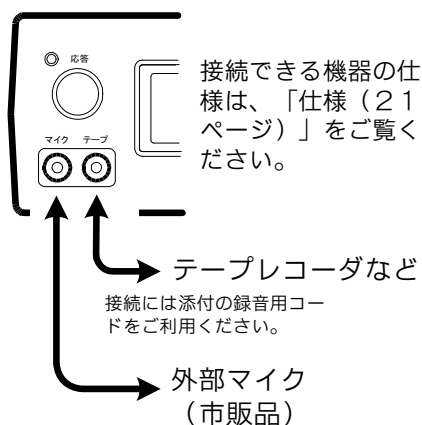 応答
マイク テープ
接続できる機器の仕
様は、「仕様（２１
ページ）」をご覧く
ださい。
テープレコーダなど
接続には添付の録音用コー
ドをご利用ください。
外部マイク
（市販品）